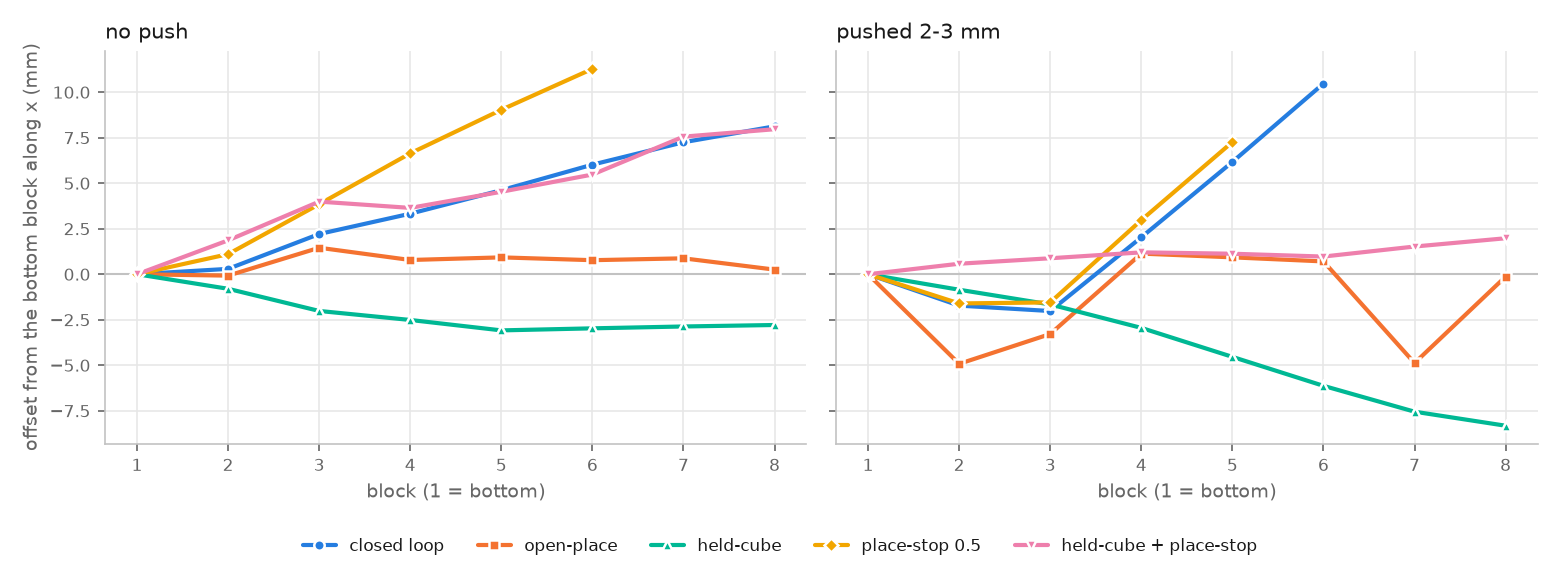 no push
pushed 2-3 mm
offset from the bottom block along x (mm)
10.0
7.5
5.0
2.5
0.0
−2.5
−5.0
−7.5
1 2 3 4 5 6 7 8
1 2 3 4 5 6 7 8
block (1 = bottom)
block (1 = bottom)
closed loop
open-place
held-cube
place-stop 0.5
held-cube + place-stop